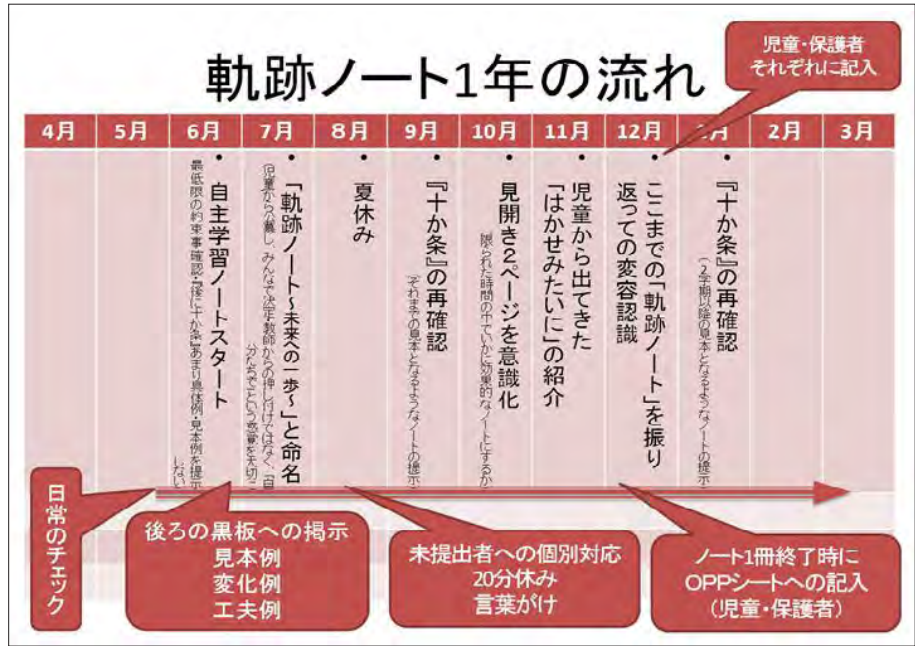 軌跡ノート1年の流れ
児童・保護者
それぞれに記入
4月
5月
6月
7月
8月
9月
10月
11月
12月
月
2月
3月
・自主学習ノートスタート
最低限の約束事確認・『後に十か条』あまり具体例・見本例を提示
しない
・「軌跡ノート〜未来への一歩〜」と命名
(児童から公募し、みんなで決定教師からの押し付けではなく、「自
分たちで」という感覚を大切に
・夏休み
・『十か条』の再確認
(それまでの見本となるようなノートの提示
・見開き2ページを意識化
限られた時間の中でいかに効果的なノートにするか
・児童から出てきた
「はかせみたいに」の紹介
・ここまでの「軌跡ノート」を振り
返っての変容認識
・『十か条』の再確認
(2学期以降の見本となるようなノートの提示
日常のチェック
後ろの黒板への掲示
見本例
変化例
工夫例
未提出者への個別対応
20分休み
言葉がけ
ノート1冊終了時に
OPPシートへの記入
(児童・保護者)